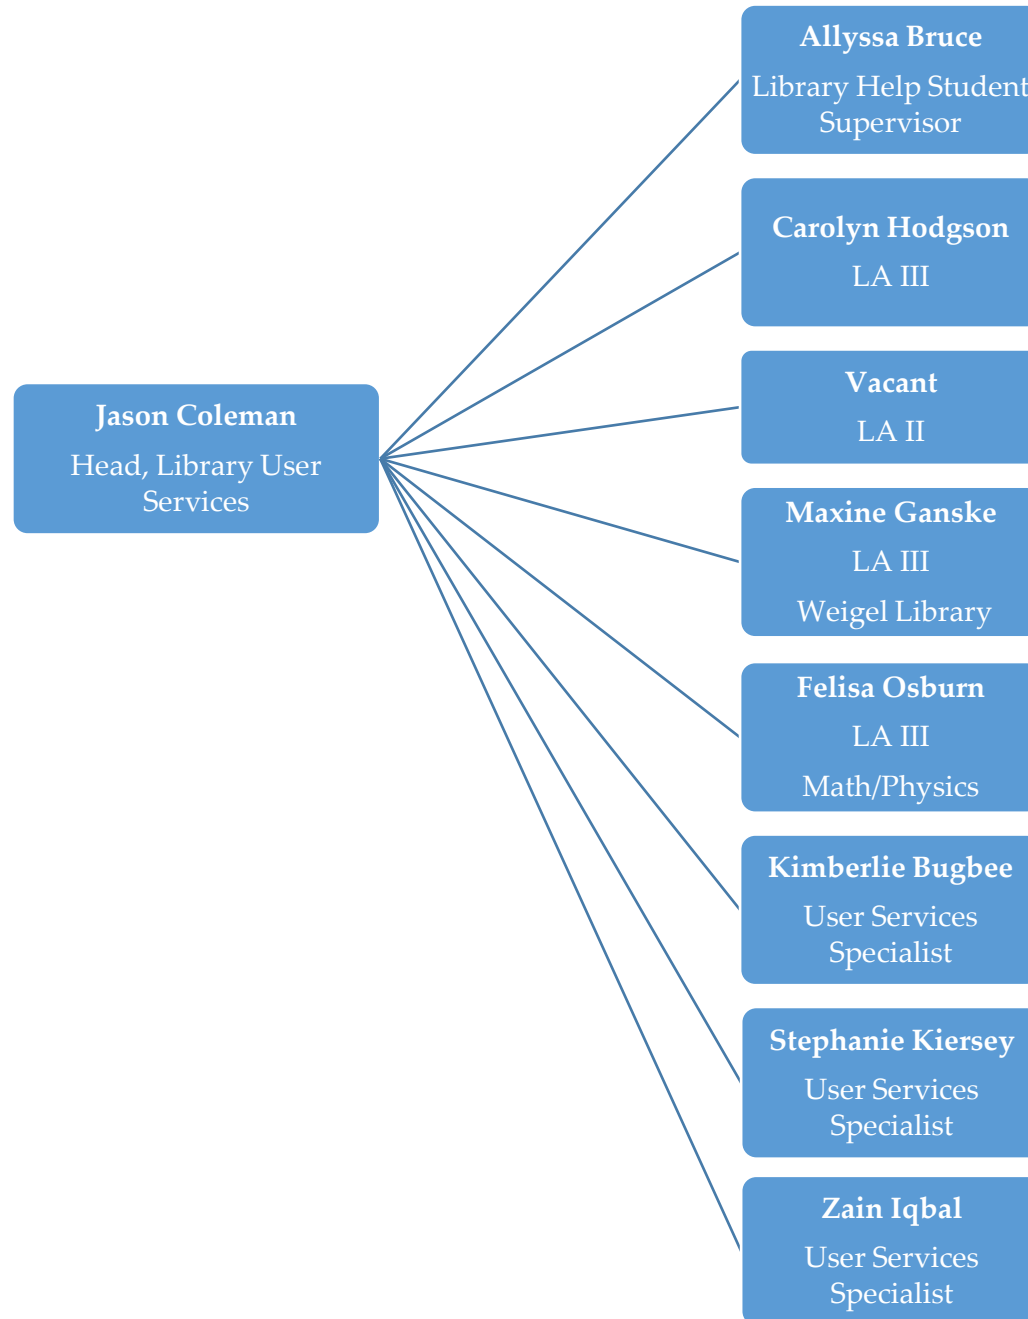 Allyssa Bruce
Library Help Student
Supervisor
Carolyn Hodgson
LA III
Vacant
LA II
Jason Coleman
Head, Library User
Services
Maxine Ganske
LA III
Weigel Library
Felisa Osburn
LA III
Math/Physics
Kimberlie Bugbee
User Services
Specialist
Stephanie Kiersey
User Services
Specialist
Zain Iqbal
User Services
Specialist